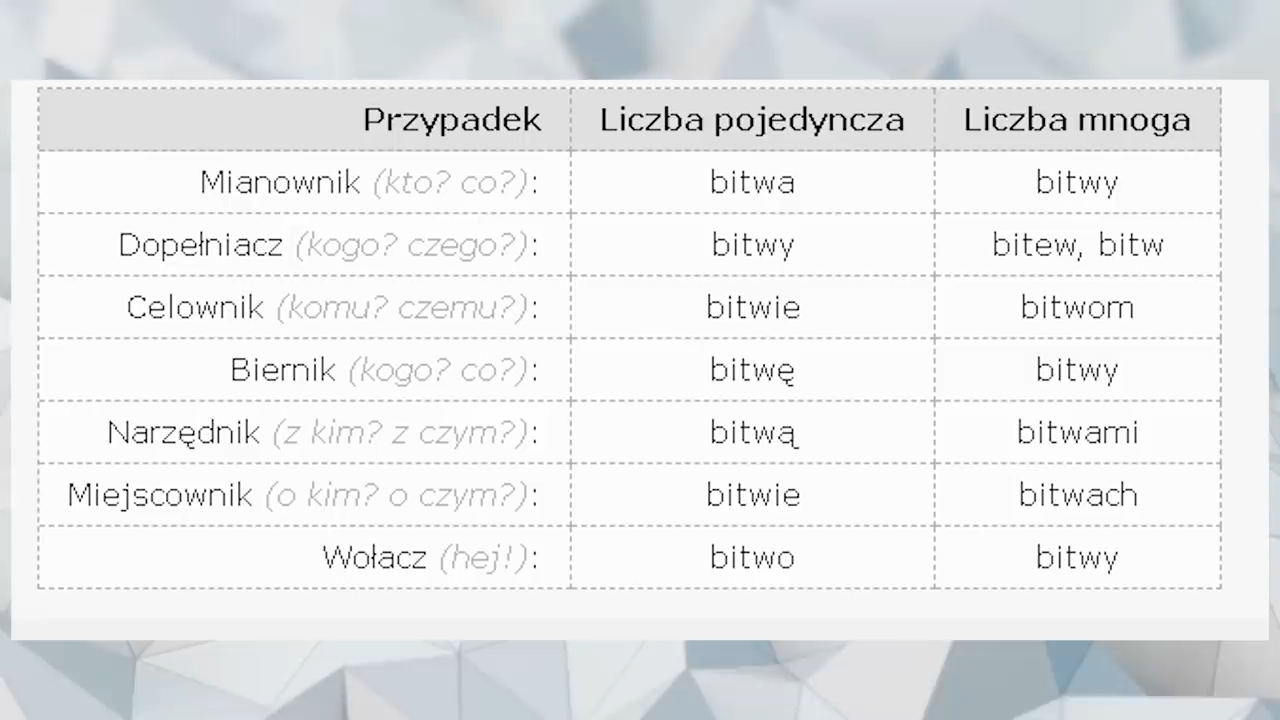 Przypadek Liczba pojedyncza Liczba mnoga
Mianownik (kto? co?): bitwa bitwy
Dopełniacz (kogo? czego?): bitwy bitew, bitw
Celownik (komu? czemu?): bitwie bitwom
Biernik (kogo? co?): bitwę bitwy
Narzędnik (z kim? z czym?): bitwą bitwami
Miejscownik (o kim? o czym?): bitwie bitwach
Wołacz (hej!): bitwo bitwy